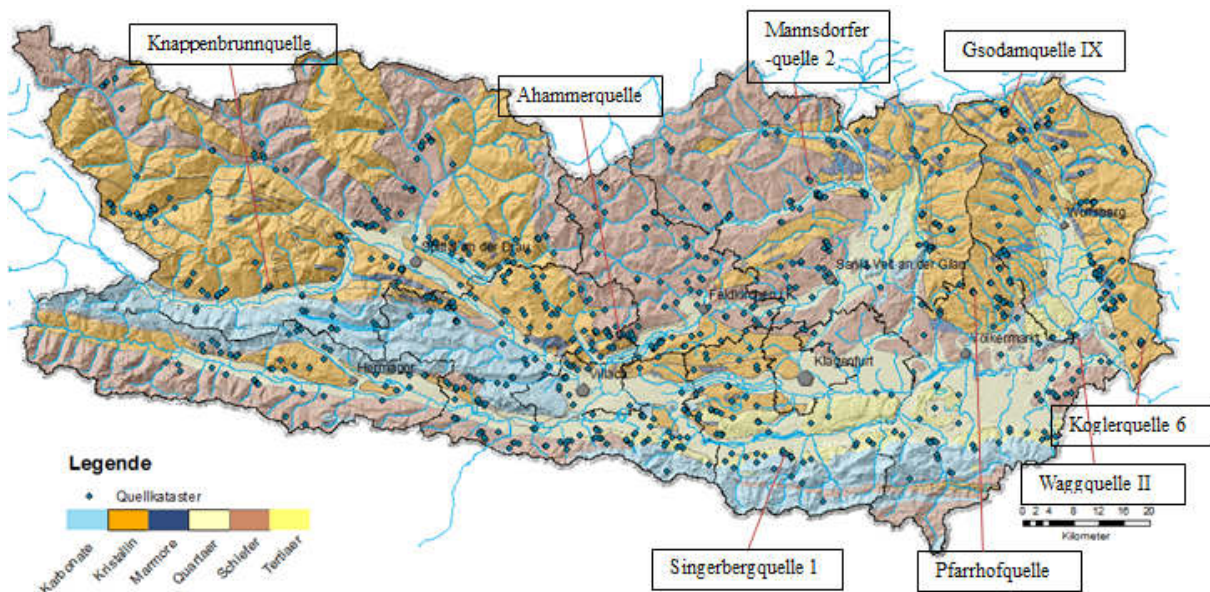 Knappenbrunnquelle
Ahammerquelle
Mannsdorfer
-quelle 2
Gsodamquelle IX
Wolfsberg
Spittal an der Drau
Sankt Veit an der Glan
Feldkirchen i.K.
Völkermarkt
Klagenfurt
Hermagor
Villach
Koglerquelle 6
Waggquelle II
Pfarrhofquelle
Singerbergquelle 1
Legende
Quellkataster
Karbonate
Kristallin
Marmore
Quartaer
Schiefer
Tertiaer
0 2 4 8 12 16 20
Kilometer